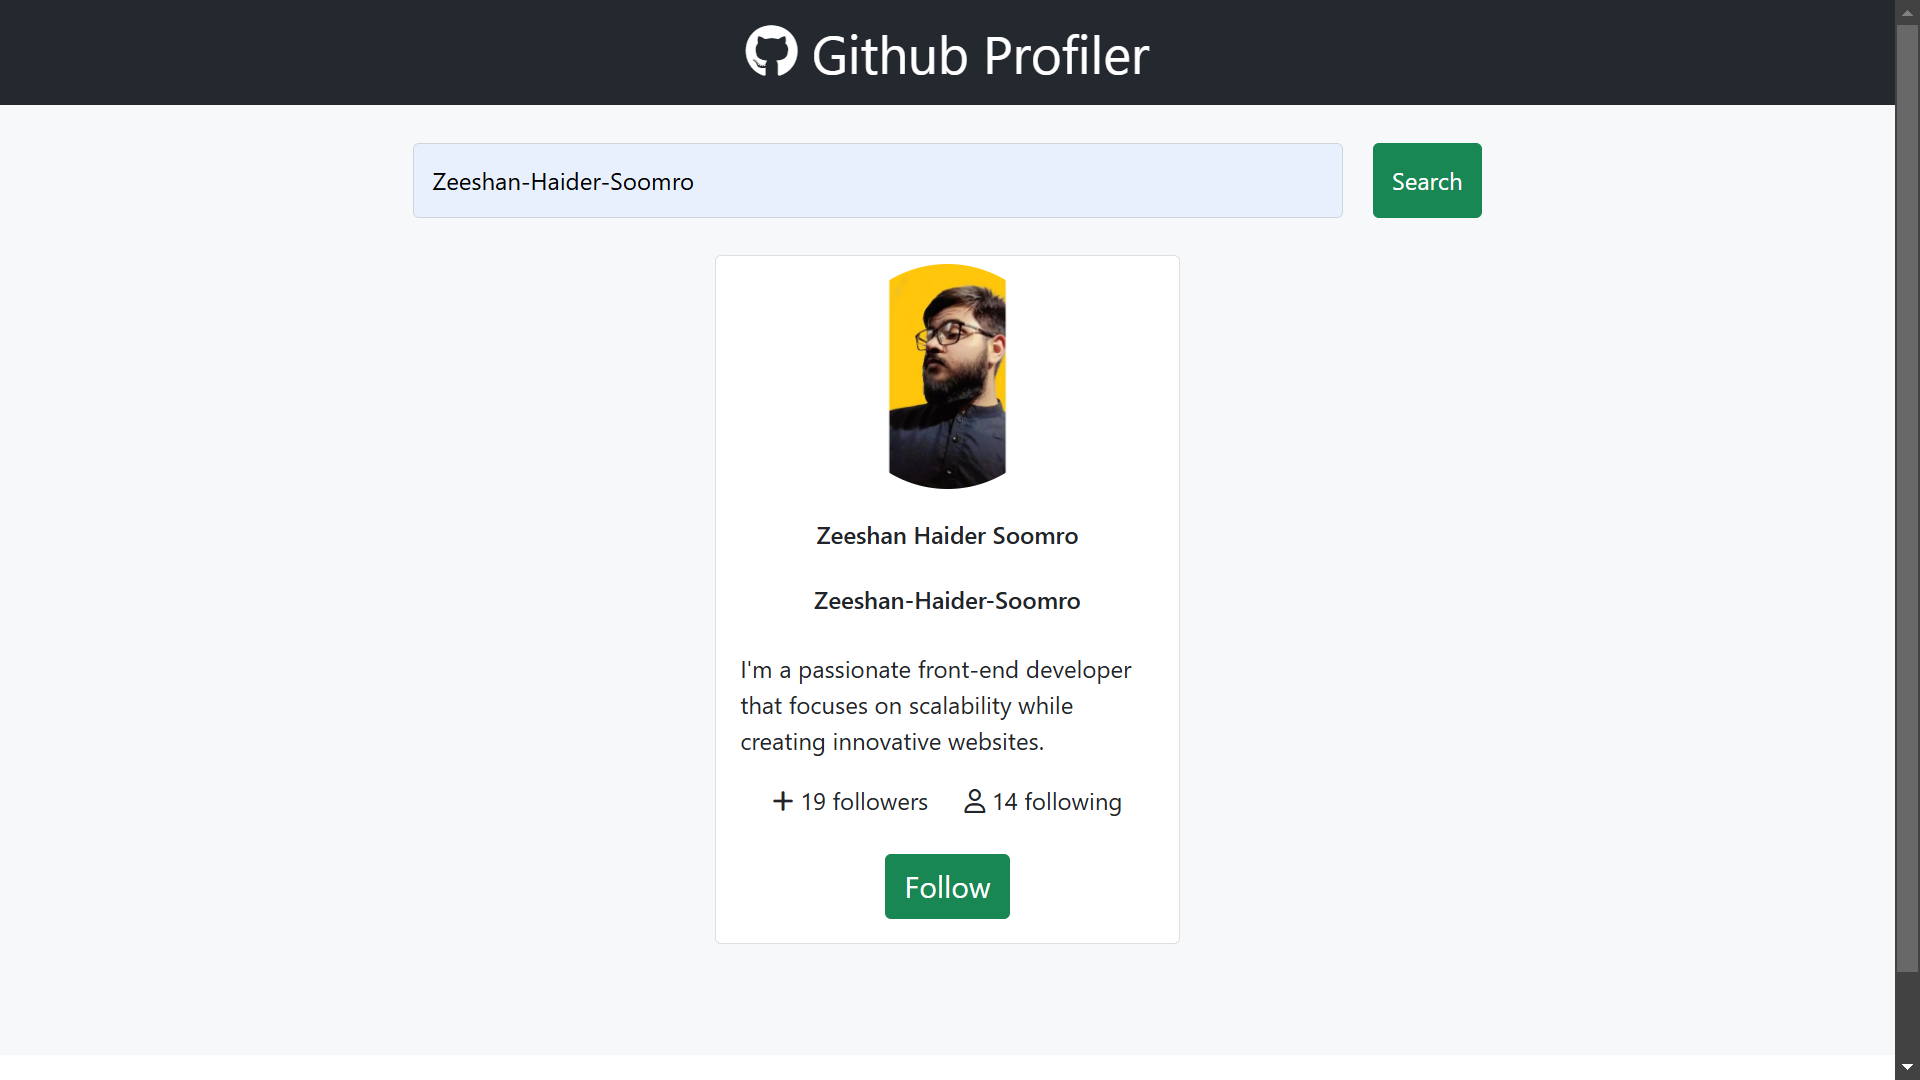 Github Profiler
Zeeshan-Haider-Soomro
Search
Zeeshan Haider Soomro
Zeeshan-Haider-Soomro
I'm a passionate front-end developer
that focuses on scalability while
creating innovative websites.
19 followers 14 following
Follow